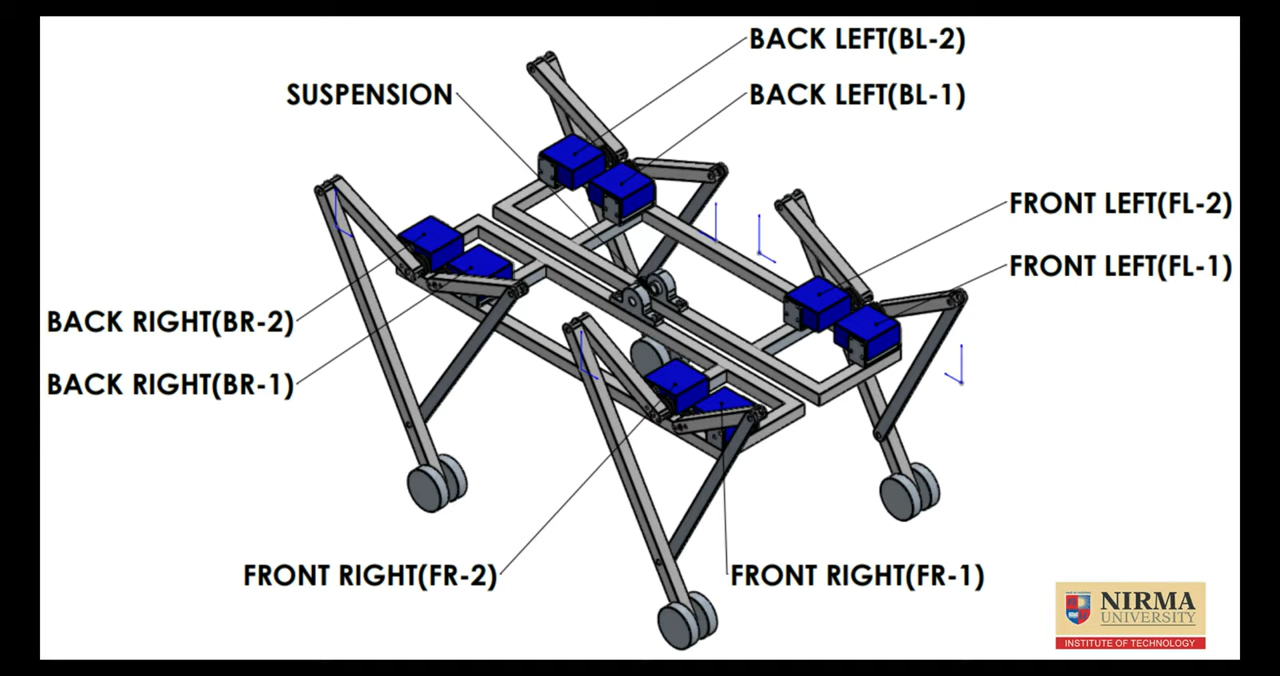 BACK LEFT(BL-2)
SUSPENSION
BACK LEFT(BL-1)
FRONT LEFT(FL-2)
FRONT LEFT(FL-1)
BACK RIGHT(BR-2)
BACK RIGHT(BR-1)
FRONT RIGHT(FR-2)
FRONT RIGHT(FR-1)
NIRMA
UNIVERSITY
INSTITUTE OF TECHNOLOGY